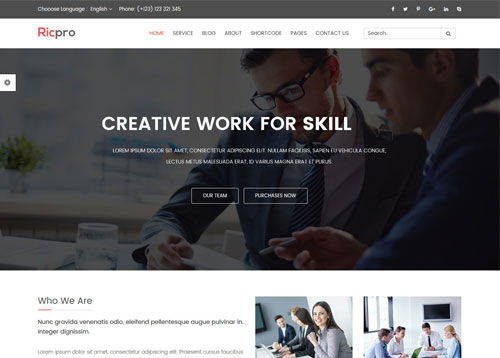 Chooose Language : English Phone: (+123) 123 321 345
Ricpro
HOME SERVICE BLOG ABOUT SHORTCODE PAGES CONTACT US
Search..
CREATIVE WORK FOR SKILL
LOREM IPSUM DOLOR SIT AMET, CONSECTETUR ADIPISCING ELIT. NULLAM FACILISIS, SAPIEN EU VEHICULA CONGUE,
LECTUS METUS MALESUADA ERAT, ID VARIUS MAGNA ERAT ET PURUS.
OUR TEAM PURCHASES NOW
Who We Are
Nunc gravida venenatis odio, eleifend pellentesque augue pulvinar in.
Integer dignissim.
Lorem ipsum dolor sit amet, consectetur adipiscing elit. Praesent cursus faucibus